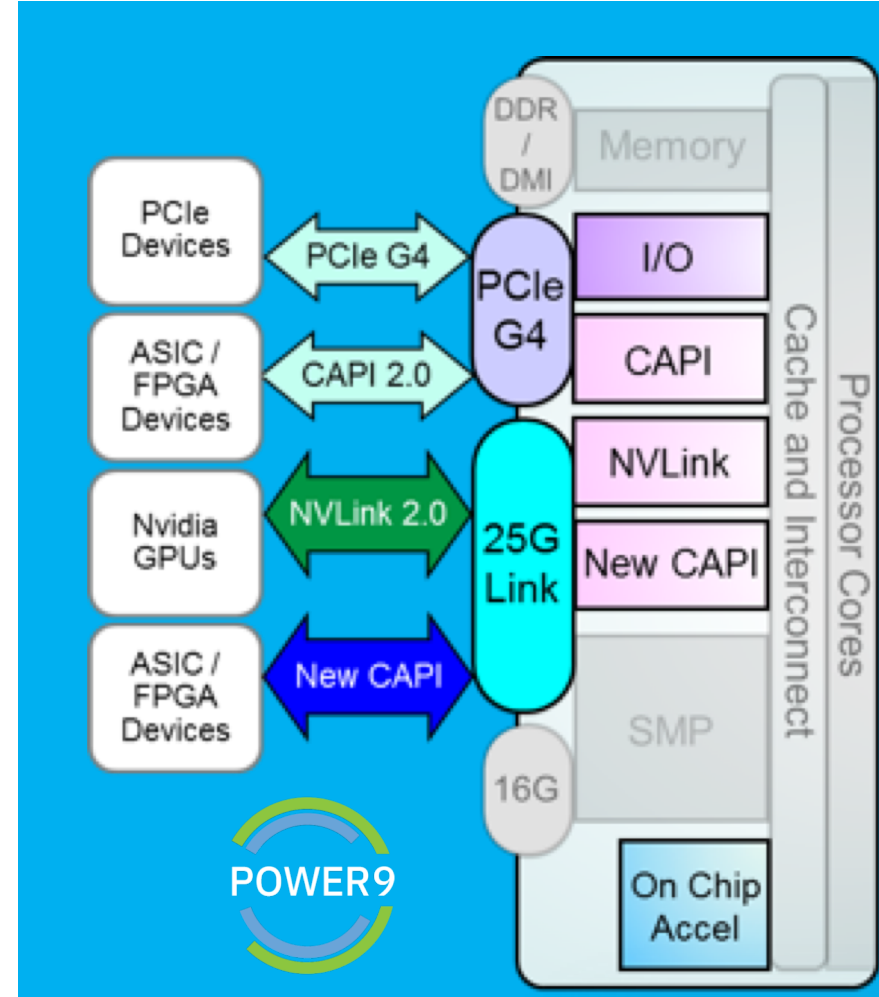 DDR
/
DMI
Memory
PCIe
Devices
PCIe G4
PCIe
G4
I/O
ASIC /
FPGA
Devices
CAPI 2.0
CAPI
Nvidia
GPUs
NVLink 2.0
25G
Link
NVLink
New CAPI
ASIC /
FPGA
Devices
New CAPI
16G
SMP
On Chip
Accel
Cache and Interconnect
Processor Cores
POWER9